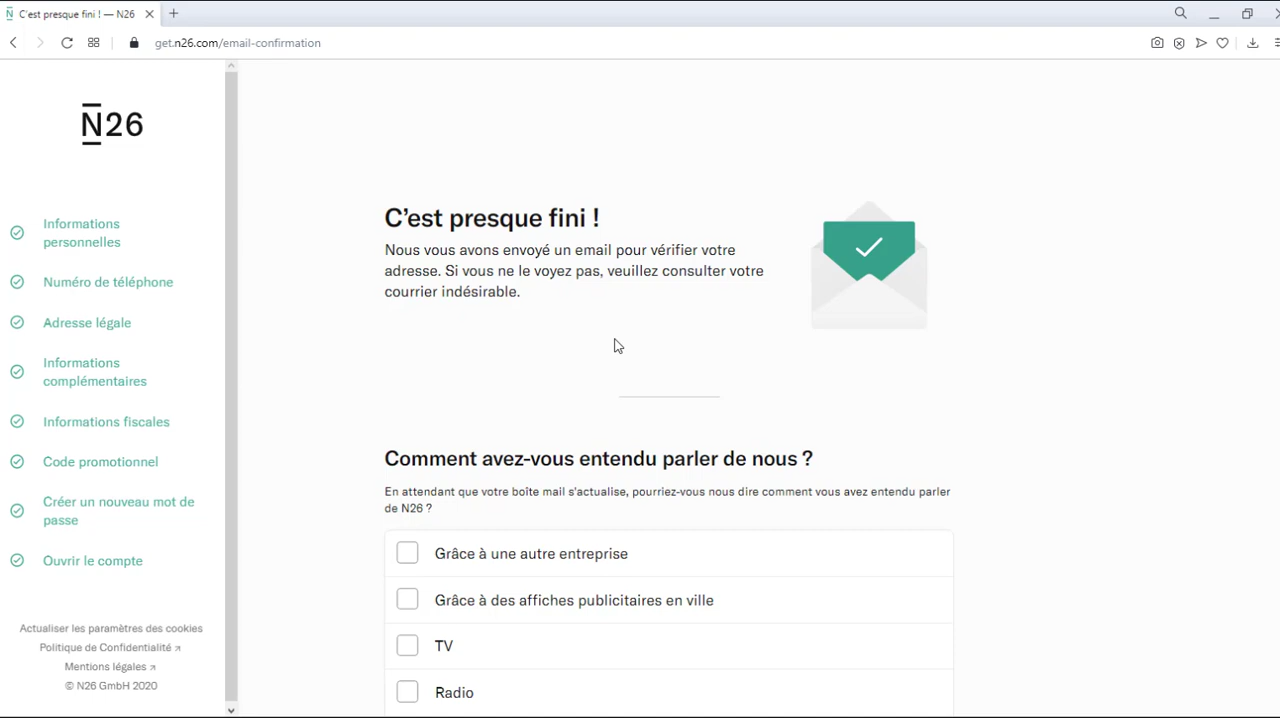 C'est presque fini ! — N26
get.n26.com/email-confirmation
N26
Informations
personnelles
Numéro de téléphone
Adresse légale
Informations
complémentaires
Informations fiscales
Code promotionnel
Créer un nouveau mot de
passe
Ouvrir le compte
Actualiser les paramètres des cookies
Politique de Confidentialité ↗
Mentions légales ↗
© N26 GmbH 2020
C'est presque fini !
Nous vous avons envoyé un email pour vérifier votre
adresse. Si vous ne le voyez pas, veuillez consulter votre
courrier indésirable.
Comment avez-vous entendu parler de nous ?
En attendant que votre boîte mail s'actualise, pourriez-vous nous dire comment vous avez entendu parler
de N26 ?
Grâce à une autre entreprise
Grâce à des affiches publicitaires en ville
TV
Radio